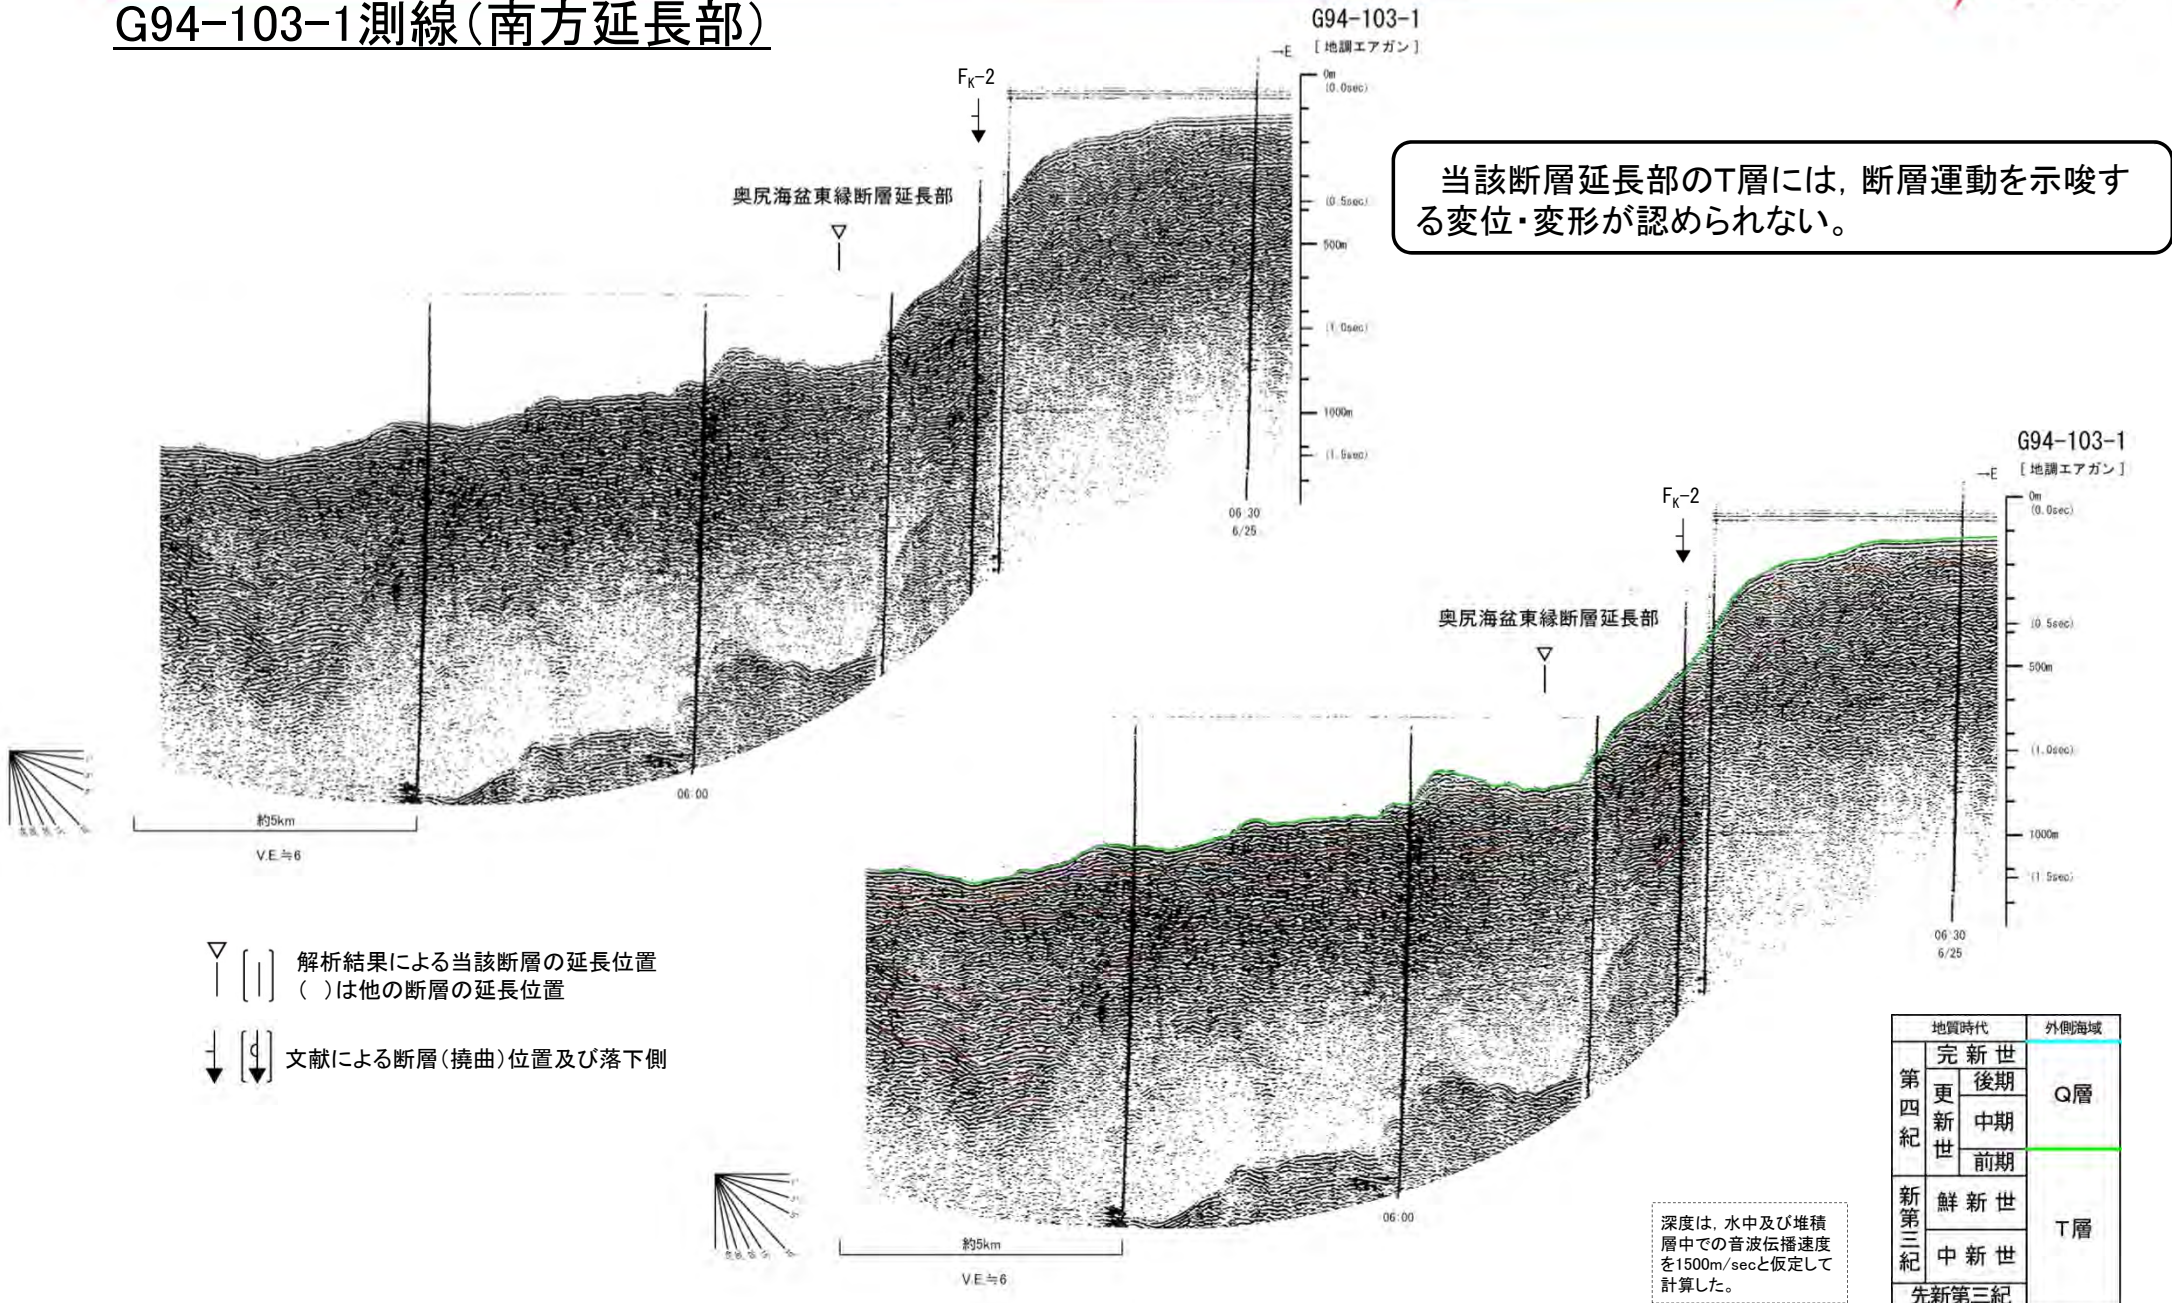 G94-103-1測線(南方延長部)
G94-103-1
[地調エアガン]
→E
FK-2
奥尻海盆東縁断層延長部
0m
(0.0sec)
(0.5sec)
500m
(1.0sec)
1000m
(1.5sec)
06:30
6/25
06:00
約5km
V.E.≒6
当該断層延長部のT層には,断層運動を示唆す
る変位・変形が認められない。
G94-103-1
[地調エアガン]
→E
FK-2
奥尻海盆東縁断層延長部
0m
(0.0sec)
(0.5sec)
500m
(1.0sec)
1000m
(1.5sec)
06:30
6/25
06:00
約5km
V.E.≒6
解析結果による当該断層の延長位置
( )は他の断層の延長位置
文献による断層(撓曲)位置及び落下側
深度は,水中及び堆積
層中での音波伝播速度
を1500m/secと仮定して
計算した。
地質時代 外側海域
第四紀 完新世
更新世 後期
中期
前期
Q層
新第三紀 鮮新世
中新世
T層
先新第三紀